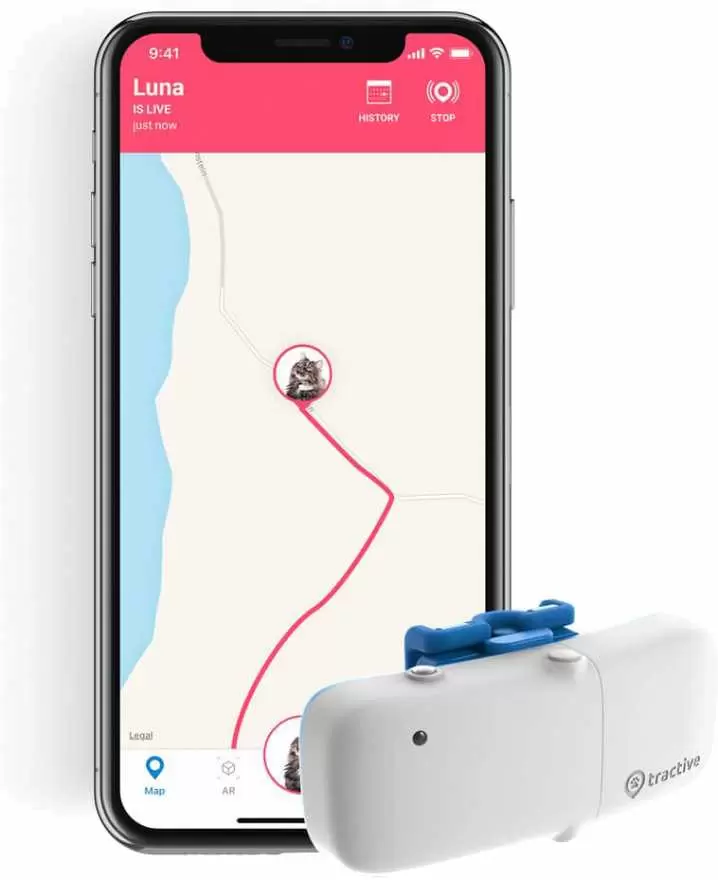 9:41
Luna
IS LIVE
just now
HISTORY
STOP
Legal
Map
AR
tractive